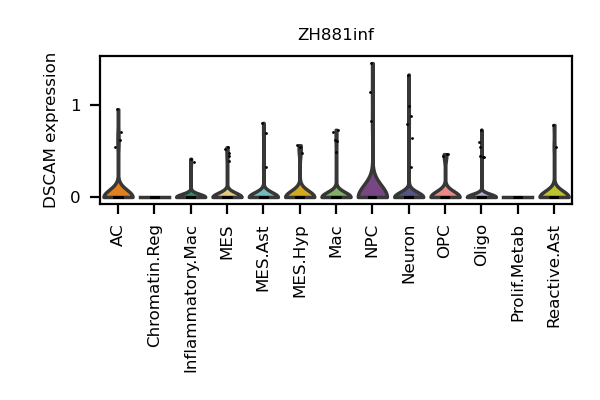 ZH881inf
DSCAM expression
1
0
AC
Chromatin.Reg
Inflammatory.Mac
MES
MES.Ast
MES.Hyp
Mac
NPC
Neuron
OPC
Oligo
Prolif.Metab
Reactive.Ast